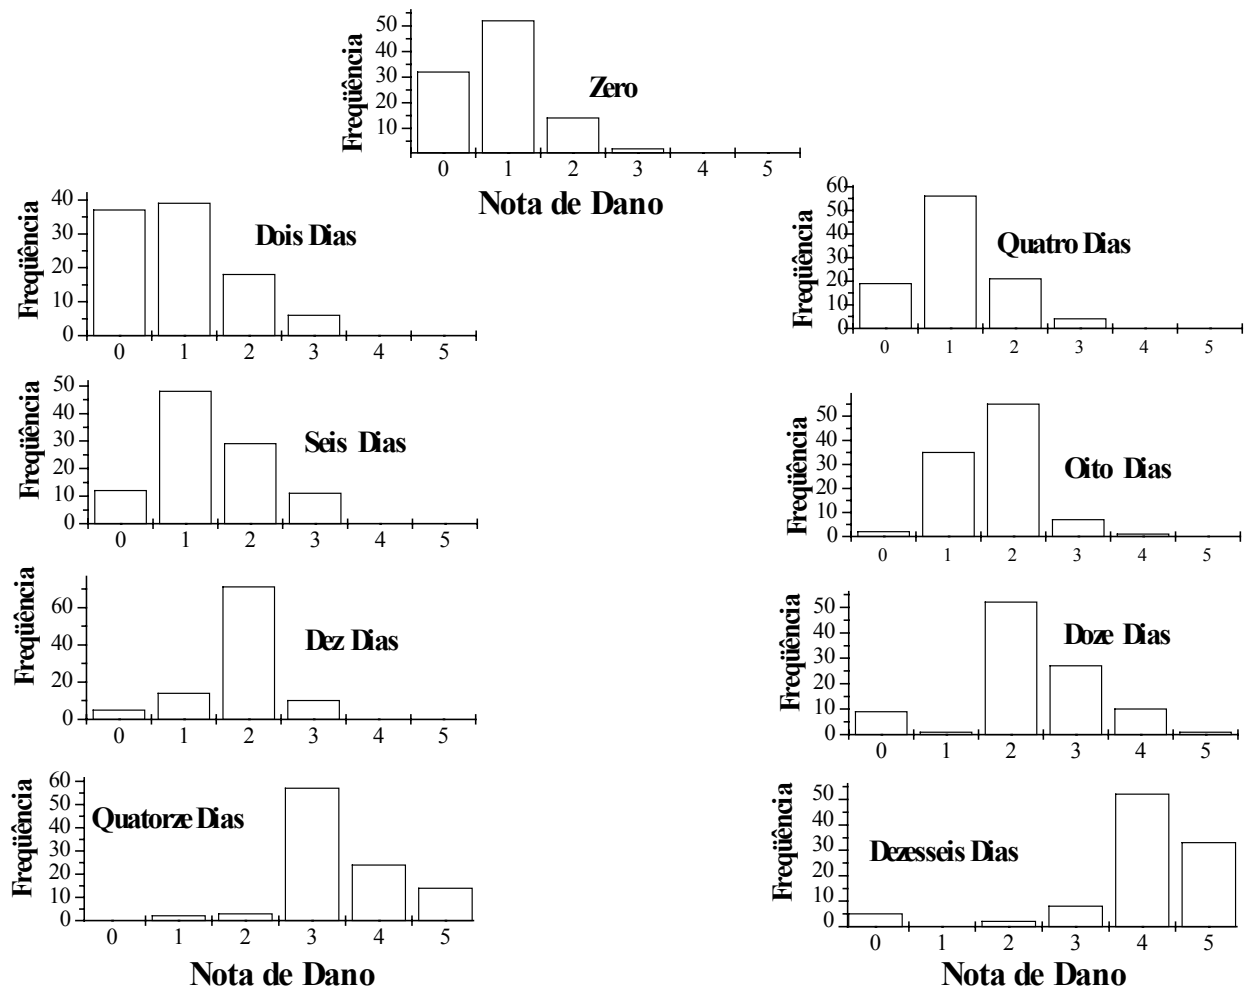 Freqüência
50
40
30
20
10
Zero
0 1 2 3 4 5
Nota de Dano
Freqüência
40
30
20
10
0
Dois Dias
0 1 2 3 4 5
Freqüência
60
50
40
30
20
10
0
Quatro Dias
0 1 2 3 4 5
Freqüência
50
40
30
20
10
0
Seis Dias
0 1 2 3 4 5
Freqüência
50
40
30
20
10
0
Oito Dias
0 1 2 3 4 5
Freqüência
60
40
20
0
Dez Dias
0 1 2 3 4 5
Freqüência
50
40
30
20
10
0
Doze Dias
0 1 2 3 4 5
Freqüência
60
50
40
30
20
10
0
Quatorze Dias
0 1 2 3 4 5
Nota de Dano
Freqüência
50
40
30
20
10
0
Dezesseis Dias
0 1 2 3 4 5
Nota de Dano